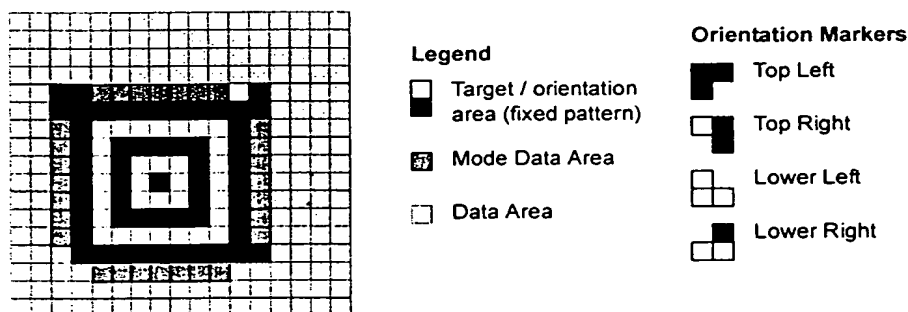 Legend
Target / orientation
area (fixed pattern)
Mode Data Area
Data Area
Orientation Markers
Top Left
Top Right
Lower Left
Lower Right